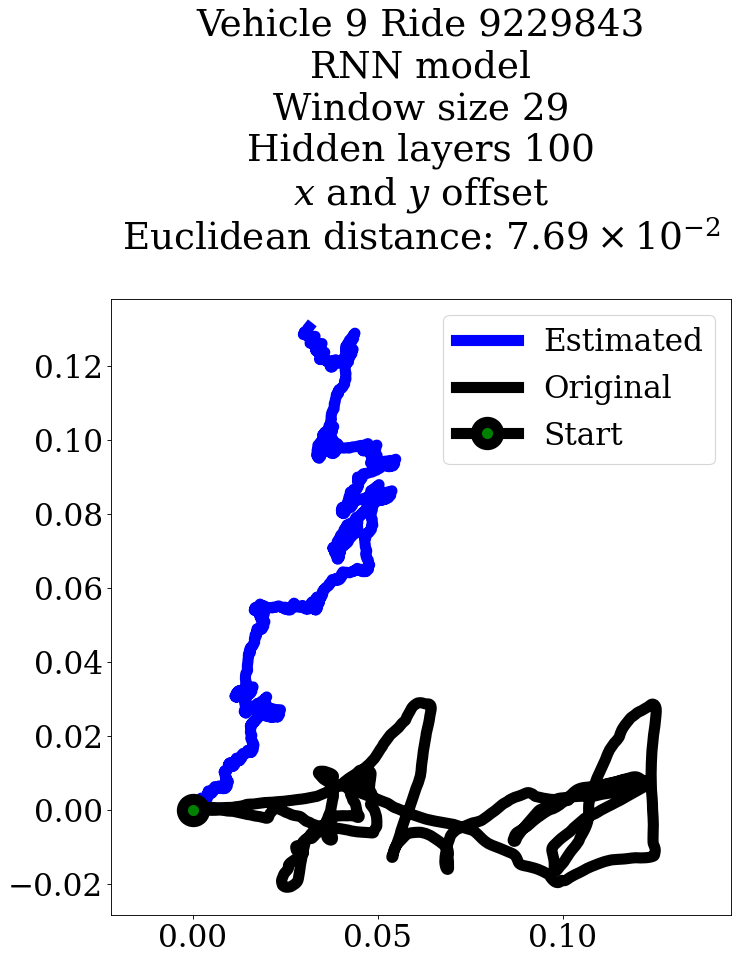 Vehicle 9 Ride 9229843
RNN model
Window size 29
Hidden layers 100
x and y offset
Euclidean distance: 7.69 × 10⁻²
Estimated
Original
Start
0.12
0.10
0.08
0.06
0.04
0.02
0.00
−0.02
0.00 0.05 0.10